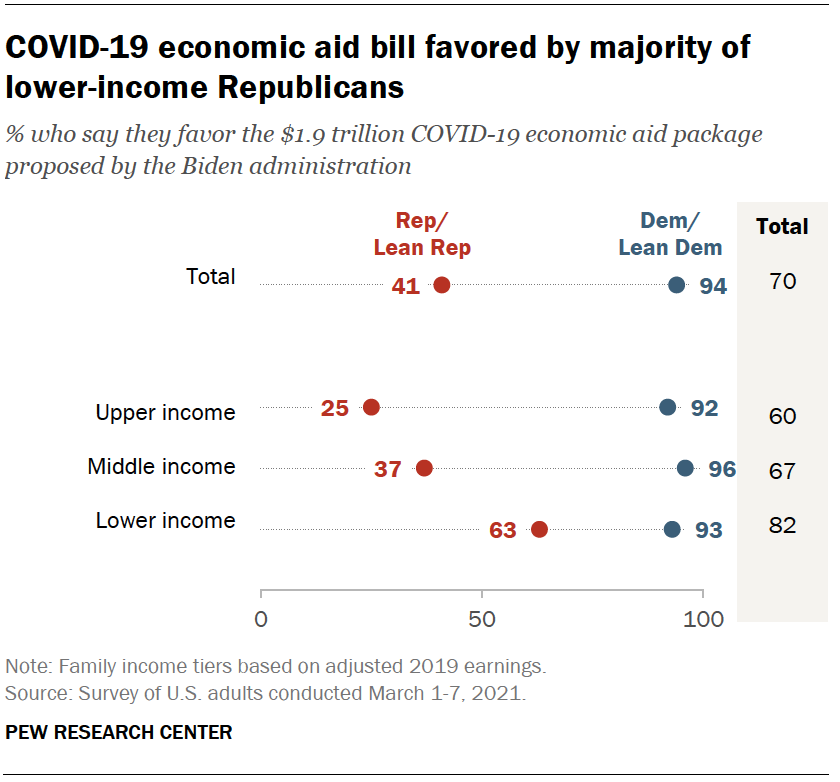 COVID-19 economic aid bill favored by majority of
lower-income Republicans
% who say they favor the $1.9 trillion COVID-19 economic aid package
proposed by the Biden administration
Rep/
Lean Rep
Dem/
Lean Dem
Total
Total 41 94 70
Upper income 25 92 60
Middle income 37 96 67
Lower income 63 93 82
0 50 100
Note: Family income tiers based on adjusted 2019 earnings.
Source: Survey of U.S. adults conducted March 1-7, 2021.
PEW RESEARCH CENTER